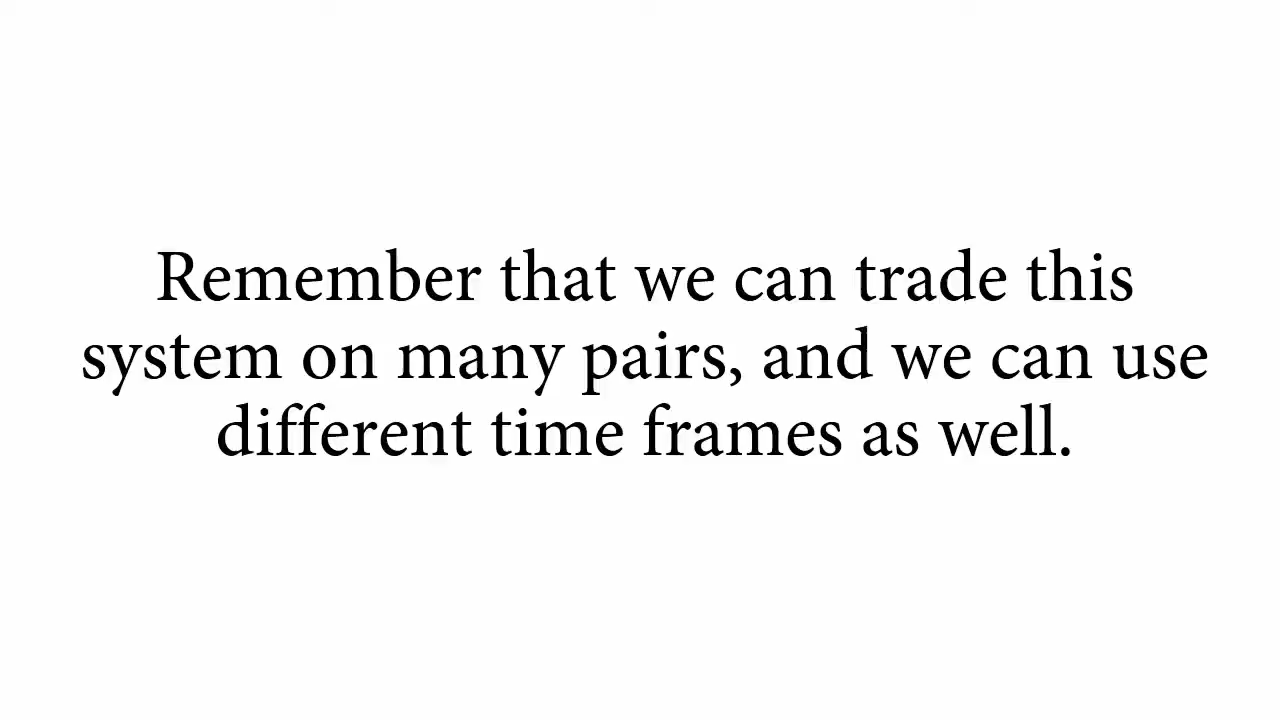 Remember that we can trade this
system on many pairs, and we can use
different time frames as well.